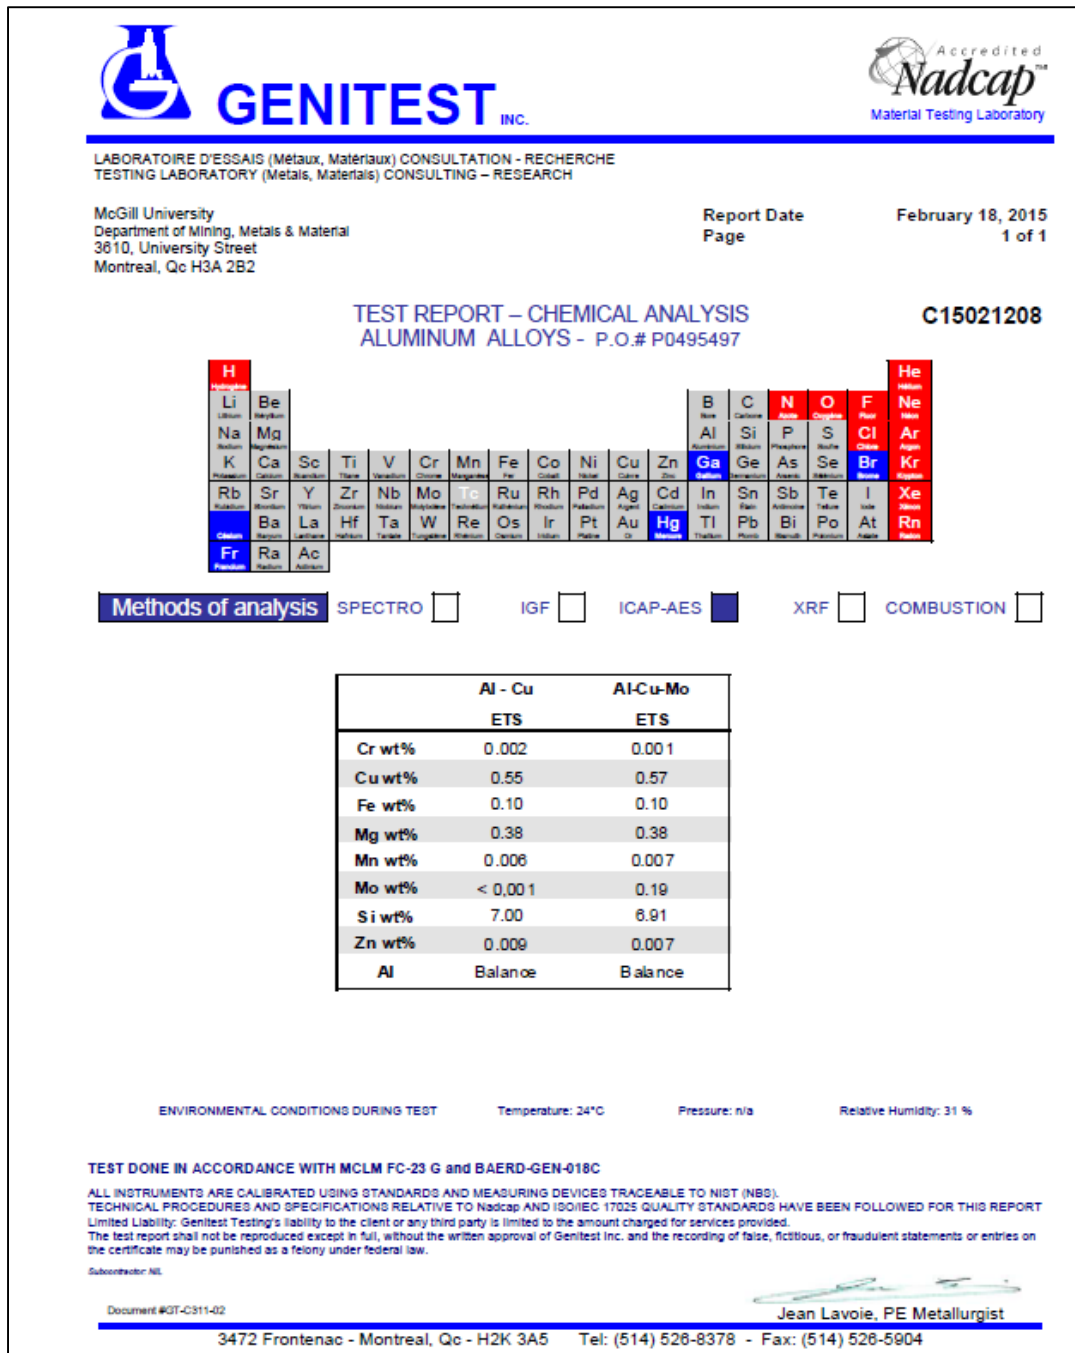 GENITEST INC.
Accredited
Nadcap™
Material Testing Laboratory
LABORATOIRE D'ESSAIS (Métaux, Matériaux) CONSULTATION - RECHERCHE
TESTING LABORATORY (Metals, Materials) CONSULTING – RESEARCH
McGill University
Department of Mining, Metals & Material
3610, University Street
Montreal, Qc H3A 2B2
Report Date February 18, 2015
Page 1 of 1
TEST REPORT – CHEMICAL ANALYSIS
ALUMINUM ALLOYS - P.O.# P0495497
C15021208
H He
Li Be B C N O F Ne
Na Mg Al Si P S Cl Ar
K Ca Sc Ti V Cr Mn Fe Co Ni Cu Zn Ga Ge As Se Br Kr
Rb Sr Y Zr Nb Mo Tc Ru Rh Pd Ag Cd In Sn Sb Te I Xe
Ba La Hf Ta W Re Os Ir Pt Au Hg Tl Pb Bi Po At Rn
Fr Ra Ac
Methods of analysis SPECTRO IGF ICAP-AES XRF COMBUSTION
Al - Cu Al-Cu-Mo
ETS ETS
Cr wt% 0.002 0.001
Cu wt% 0.55 0.57
Fe wt% 0.10 0.10
Mg wt% 0.38 0.38
Mn wt% 0.006 0.007
Mo wt% < 0,001 0.19
Si wt% 7.00 6.91
Zn wt% 0.009 0.007
Al Balance Balance
ENVIRONMENTAL CONDITIONS DURING TEST Temperature: 24°C Pressure: n/a Relative Humidity: 31 %
TEST DONE IN ACCORDANCE WITH MCLM FC-23 G and BAERD-GEN-018C
ALL INSTRUMENTS ARE CALIBRATED USING STANDARDS AND MEASURING DEVICES TRACEABLE TO NIST (NBS).
TECHNICAL PROCEDURES AND SPECIFICATIONS RELATIVE TO Nadcap AND ISO/IEC 17025 QUALITY STANDARDS HAVE BEEN FOLLOWED FOR THIS REPORT
Limited Liability: Genitest Testing's liability to the client or any third party is limited to the amount charged for services provided.
The test report shall not be reproduced except in full, without the written approval of Genitest Inc. and the recording of false, fictitious, or fraudulent statements or entries on
the certificate may be punished as a felony under federal law.
Subcontractor: NIL
Document #GT-C311-02
Jean Lavoie, PE Metallurgist
3472 Frontenac - Montreal, Qc - H2K 3A5 Tel: (514) 526-8378 - Fax: (514) 526-5904